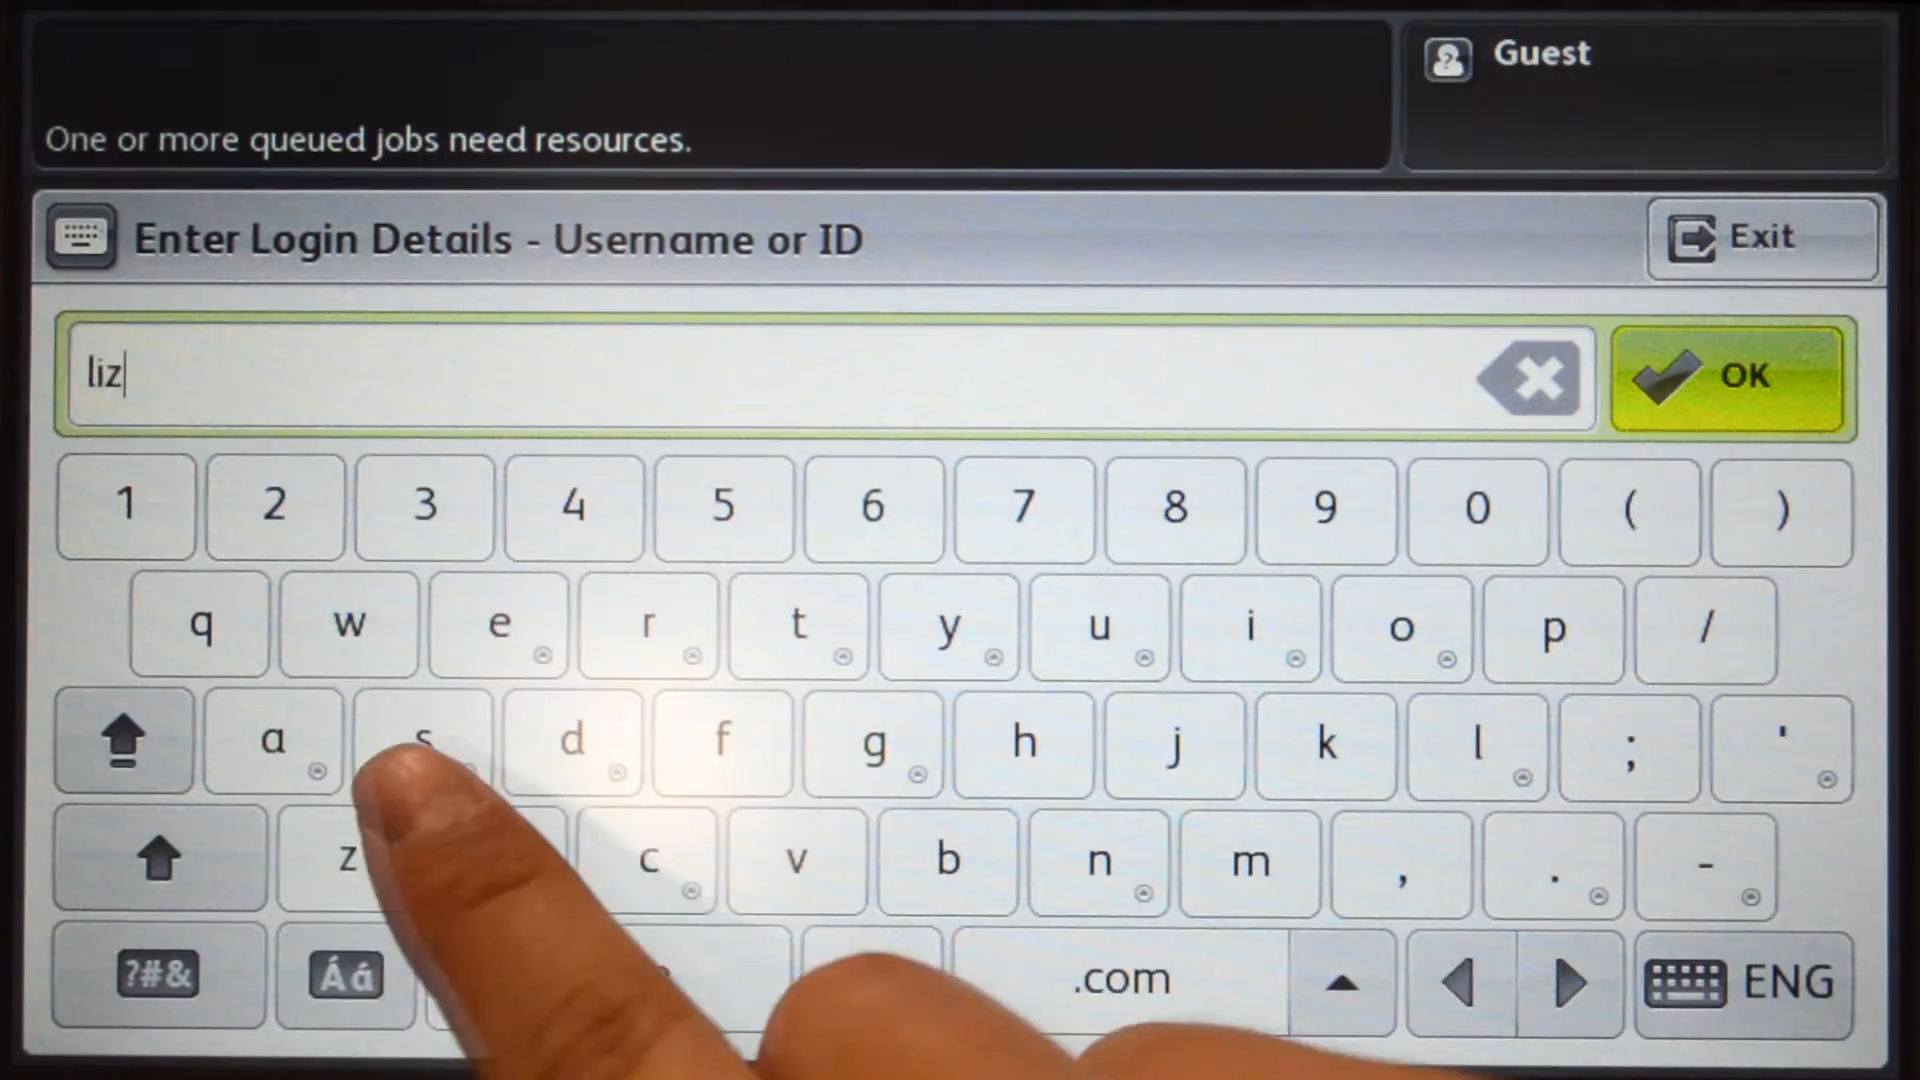 Guest
One or more queued jobs need resources.
Enter Login Details - Username or ID
Exit
liz
OK
1 2 3 4 5 6 7 8 9 0 ( )
q w e r t y u i o p /
a s d f g h j k l ; '
z c v b n m , . -
?#& Áá .com ENG